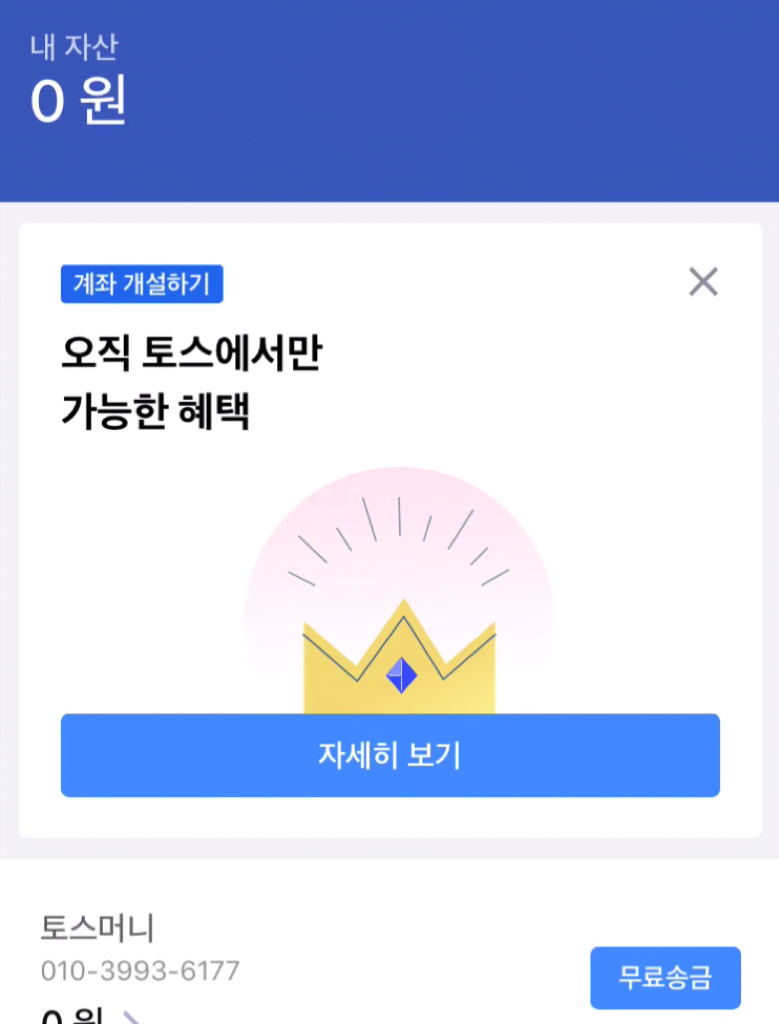 내 자산
0 원
계좌 개설하기
오직 토스에서만
가능한 혜택
자세히 보기
토스머니
010-3993-6177
무료송금
0 원